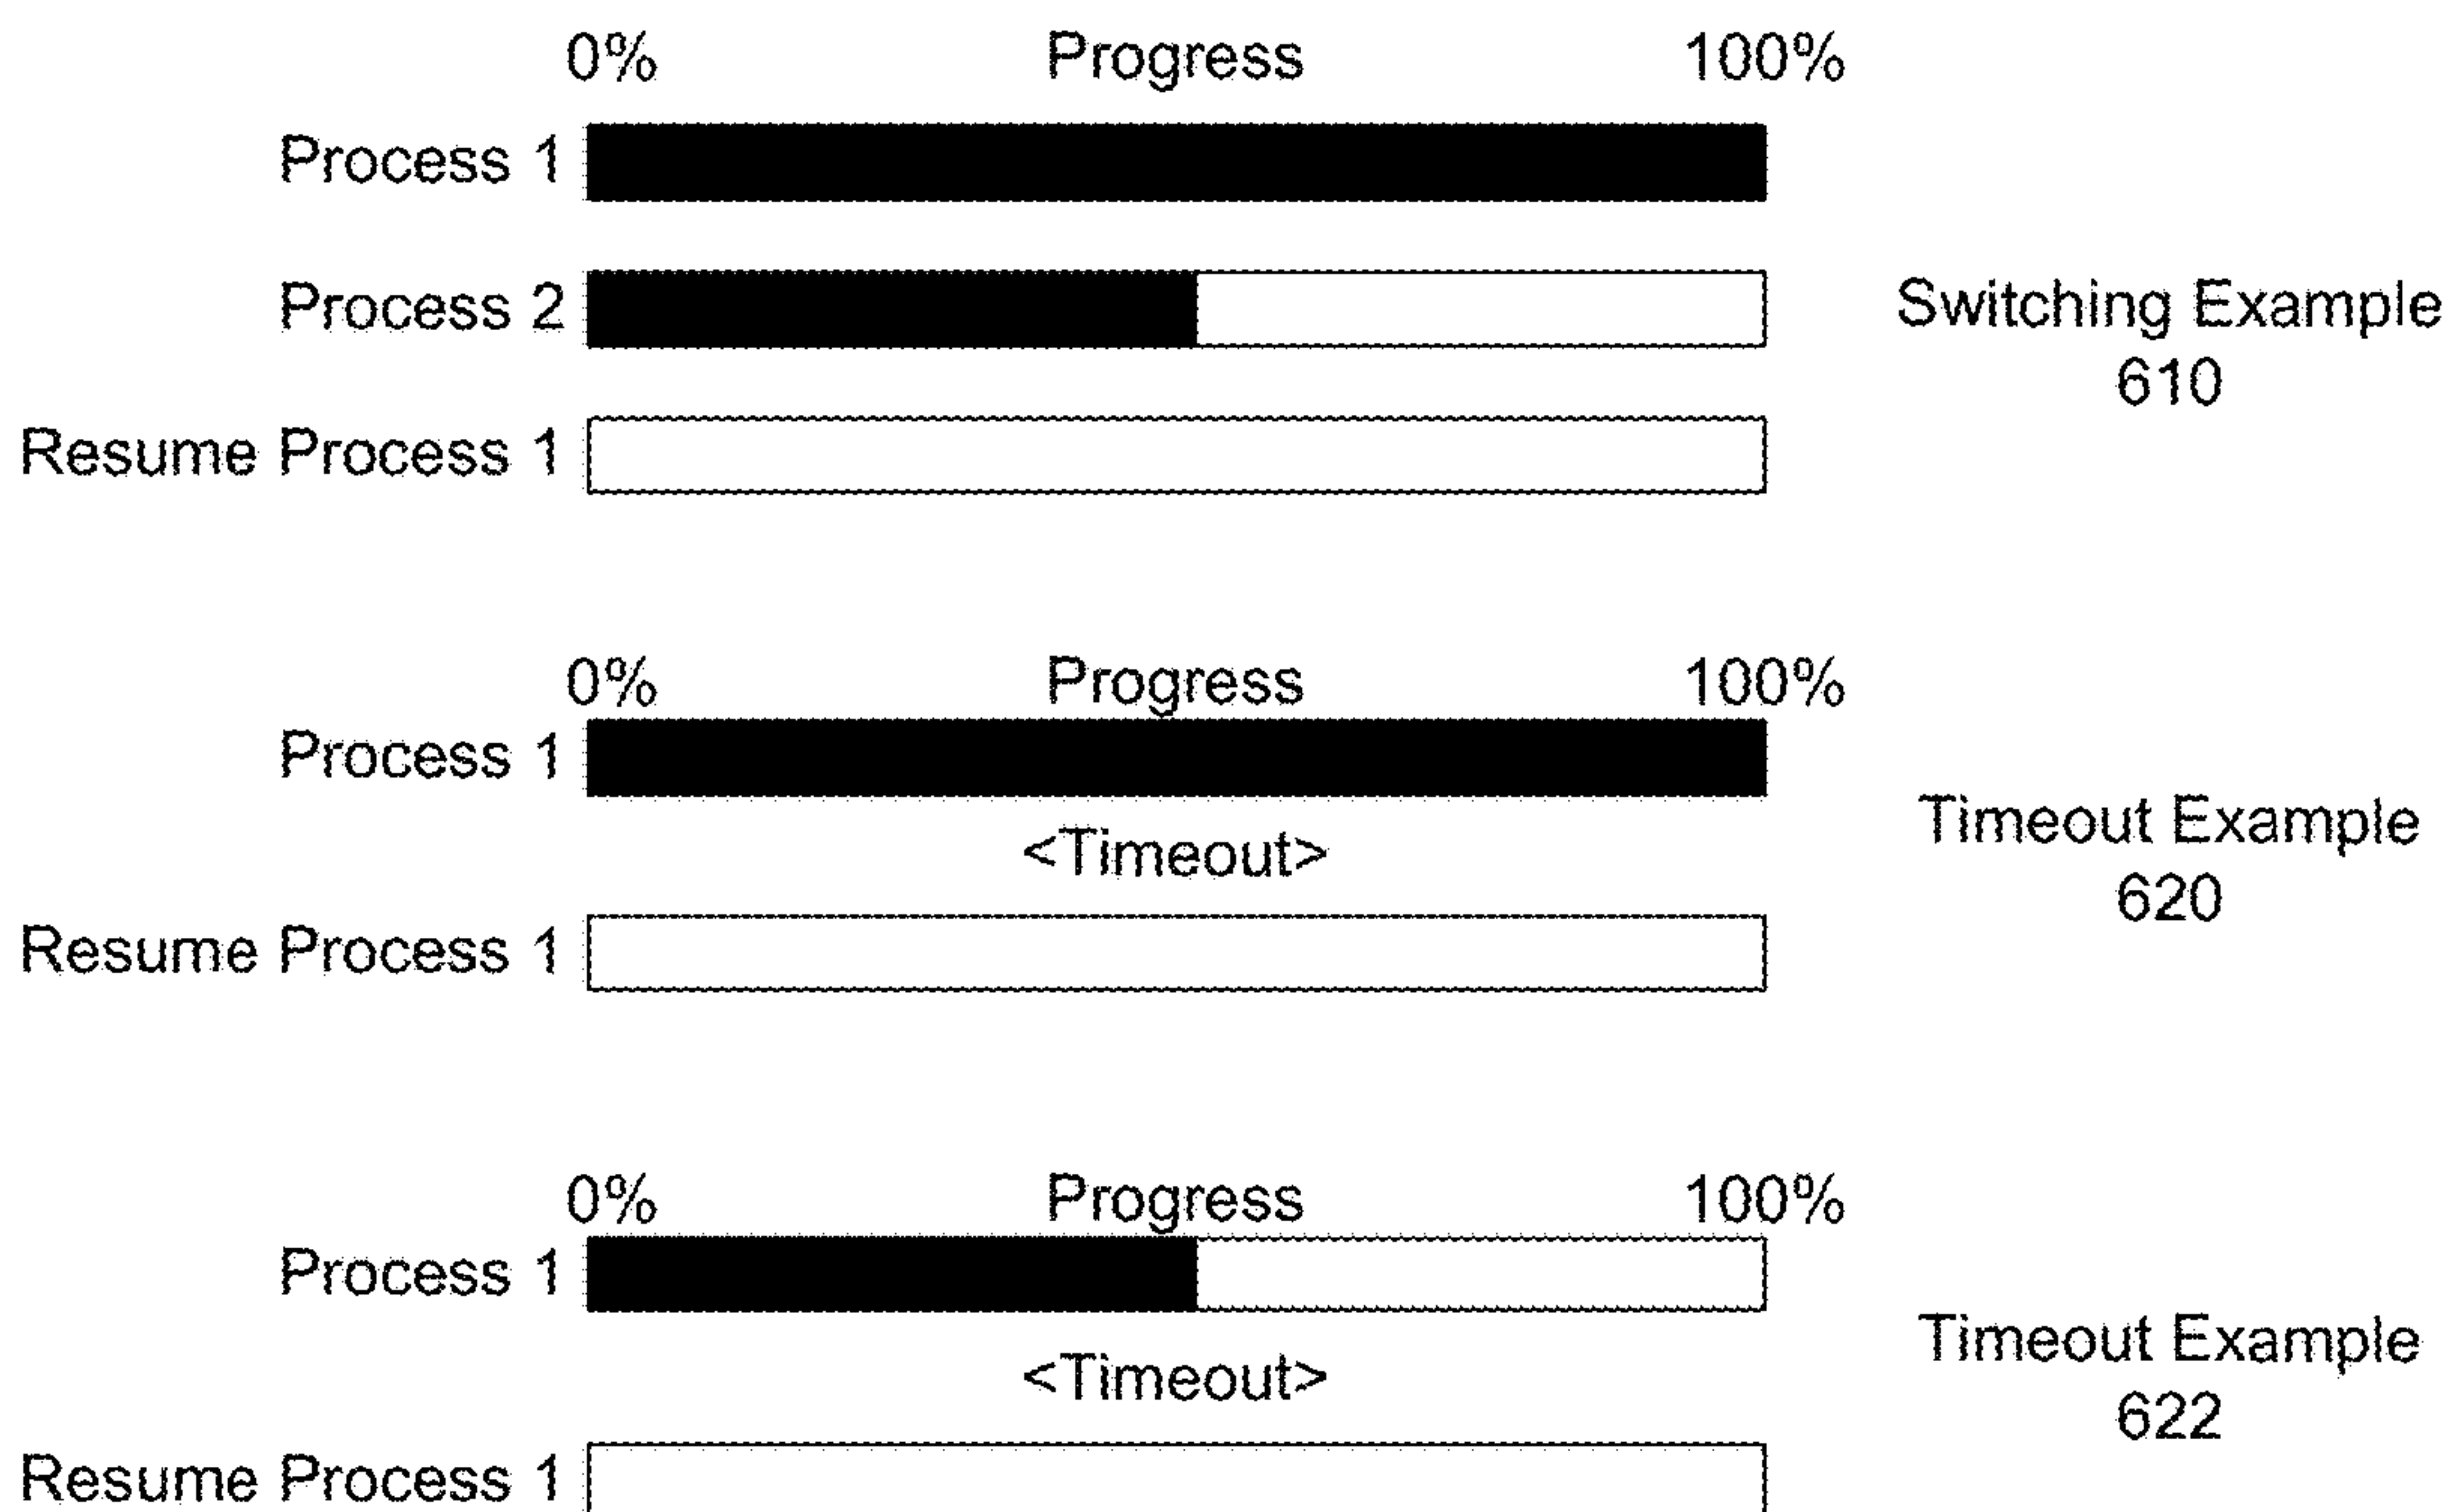 0% Progress 100%
Process 1
Process 2
Switching Example
610
Resume Process 1
0% Progress 100%
Process 1
Timeout Example
<Timeout>
620
Resume Process 1
0% Progress 100%
Process 1
Timeout Example
<Timeout>
622
Resume Process 1